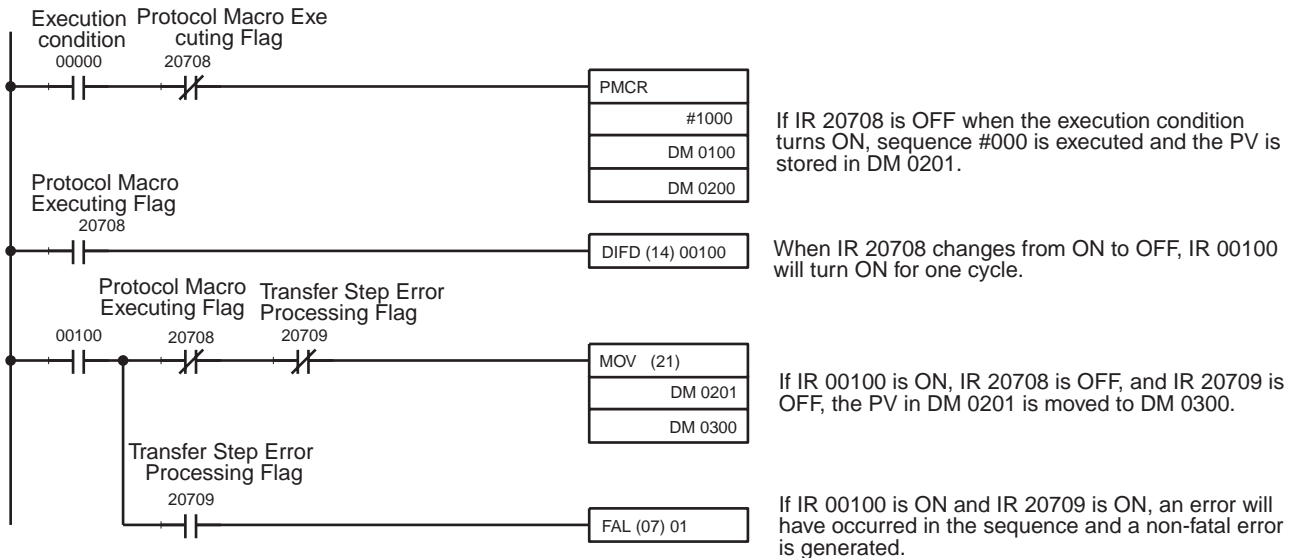 Execution
condition
00000
Protocol Macro Exe
cuting Flag
20708
PMCR
#1000
DM 0100
DM 0200
If IR 20708 is OFF when the execution condition
turns ON, sequence #000 is executed and the PV is
stored in DM 0201.
Protocol Macro
Executing Flag
20708
DIFD (14) 00100
When IR 20708 changes from ON to OFF, IR 00100
will turn ON for one cycle.
00100
Protocol Macro
Executing Flag
20708
Transfer Step Error
Processing Flag
20709
MOV (21)
DM 0201
DM 0300
If IR 00100 is ON, IR 20708 is OFF, and IR 20709 is
OFF, the PV in DM 0201 is moved to DM 0300.
Transfer Step Error
Processing Flag
20709
FAL (07) 01
If IR 00100 is ON and IR 20709 is ON, an error will
have occurred in the sequence and a non-fatal error
is generated.